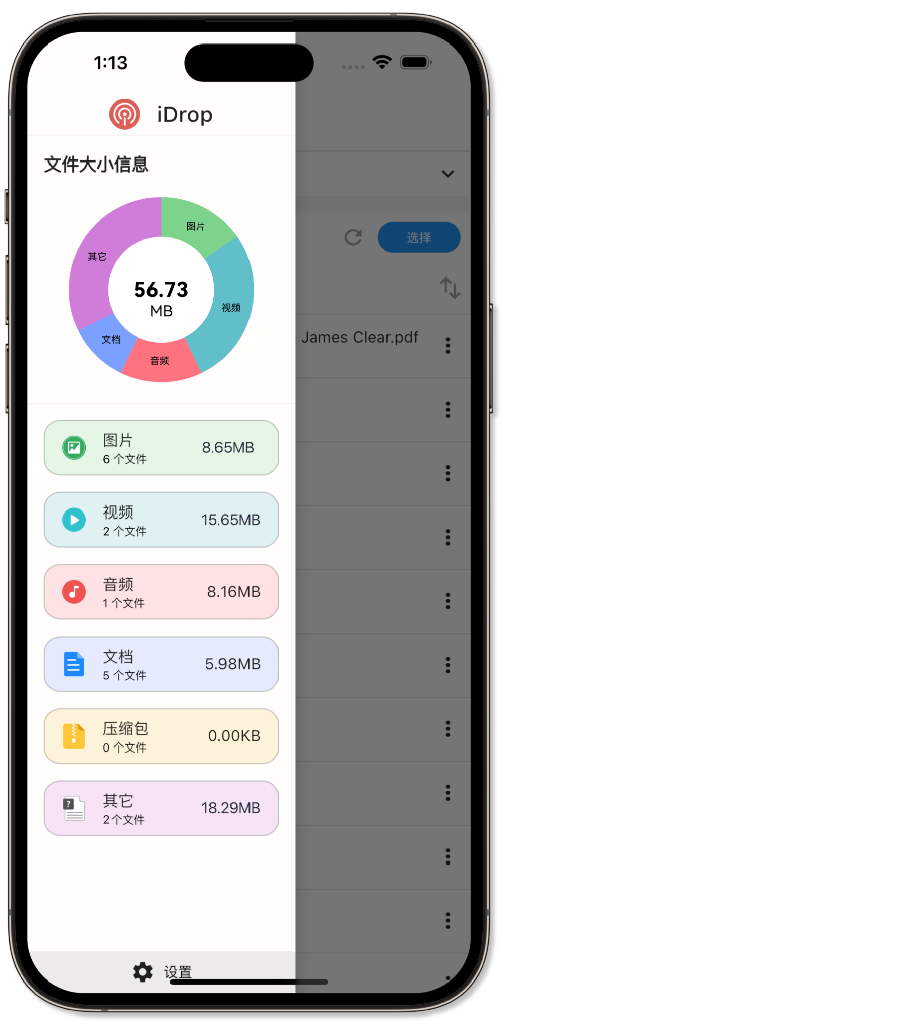 1:13
iDrop
文件大小信息
图片
其它
视频
文档
音频
56.73
MB
选择
James Clear.pdf
图片
6 个文件
8.65MB
视频
2 个文件
15.65MB
音频
1 个文件
8.16MB
文档
5 个文件
5.98MB
压缩包
0 个文件
0.00KB
其它
2个文件
18.29MB
设置